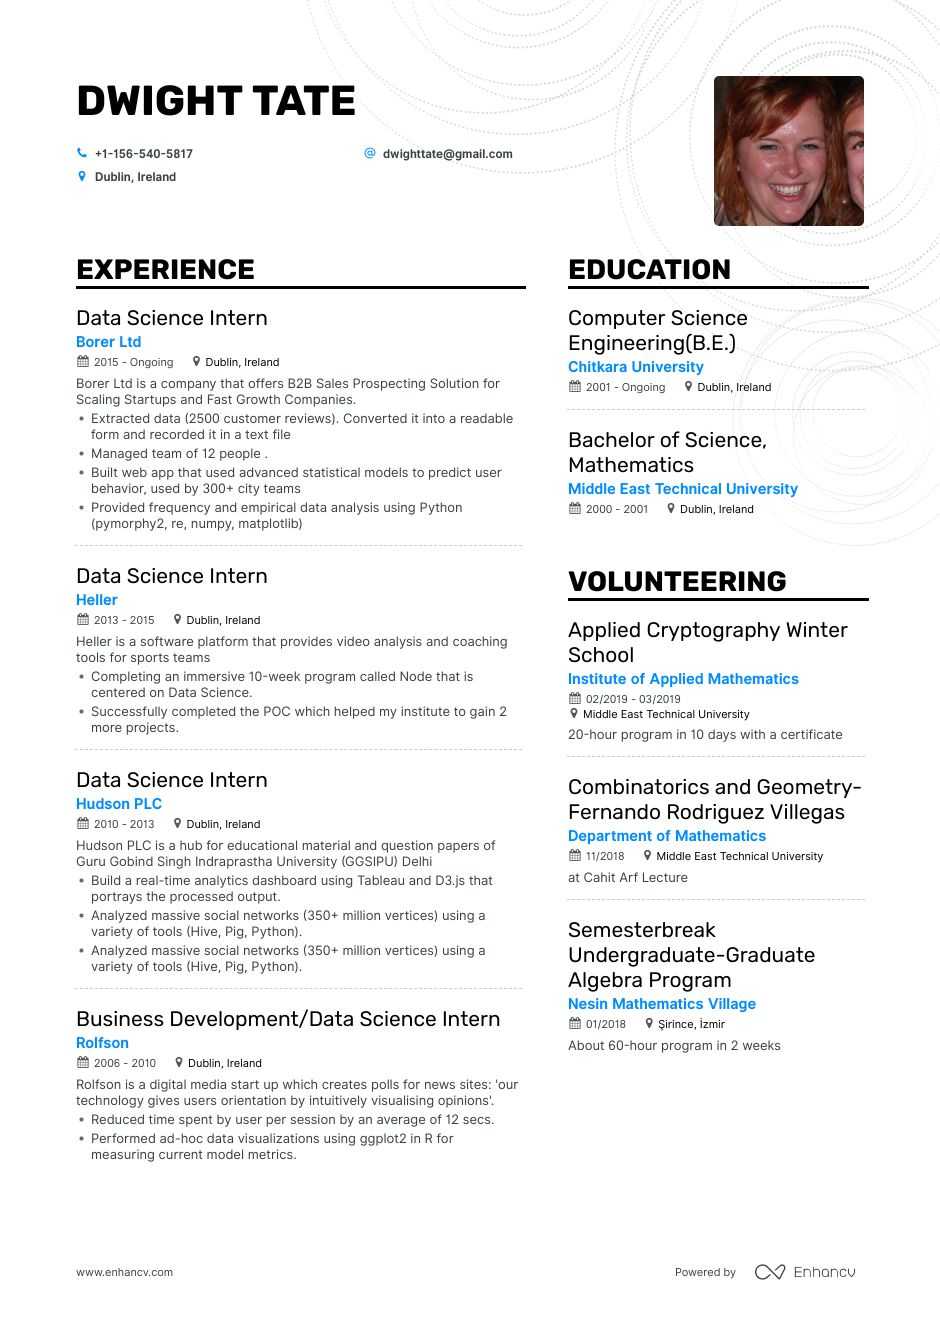 DWIGHT TATE
+1-156-540-5817
@ dwighttate@gmail.com
Dublin, Ireland
EXPERIENCE
Data Science Intern
Borer Ltd
2015 - Ongoing Dublin, Ireland
Borer Ltd is a company that offers B2B Sales Prospecting Solution for
Scaling Startups and Fast Growth Companies.
• Extracted data (2500 customer reviews). Converted it into a readable
form and recorded it in a text file
• Managed team of 12 people .
• Built web app that used advanced statistical models to predict user
behavior, used by 300+ city teams
• Provided frequency and empirical data analysis using Python
(pymorphy2, re, numpy, matplotlib)
Data Science Intern
Heller
2013 - 2015 Dublin, Ireland
Heller is a software platform that provides video analysis and coaching
tools for sports teams
• Completing an immersive 10-week program called Node that is
centered on Data Science.
• Successfully completed the POC which helped my institute to gain 2
more projects.
Data Science Intern
Hudson PLC
2010 - 2013 Dublin, Ireland
Hudson PLC is a hub for educational material and question papers of
Guru Gobind Singh Indraprastha University (GGSIPU) Delhi
• Build a real-time analytics dashboard using Tableau and D3.js that
portrays the processed output.
• Analyzed massive social networks (350+ million vertices) using a
variety of tools (Hive, Pig, Python).
• Analyzed massive social networks (350+ million vertices) using a
variety of tools (Hive, Pig, Python).
Business Development/Data Science Intern
Rolfson
2006 - 2010 Dublin, Ireland
Rolfson is a digital media start up which creates polls for news sites: 'our
technology gives users orientation by intuitively visualising opinions'.
• Reduced time spent by user per session by an average of 12 secs.
• Performed ad-hoc data visualizations using ggplot2 in R for
measuring current model metrics.
EDUCATION
Computer Science
Engineering(B.E.)
Chitkara University
2001 - Ongoing Dublin, Ireland
Bachelor of Science,
Mathematics
Middle East Technical University
2000 - 2001 Dublin, Ireland
VOLUNTEERING
Applied Cryptography Winter
School
Institute of Applied Mathematics
02/2019 - 03/2019
Middle East Technical University
20-hour program in 10 days with a certificate
Combinatorics and Geometry-
Fernando Rodriguez Villegas
Department of Mathematics
11/2018 Middle East Technical University
at Cahit Arf Lecture
Semesterbreak
Undergraduate-Graduate
Algebra Program
Nesin Mathematics Village
01/2018 Şirince, İzmir
About 60-hour program in 2 weeks
www.enhancv.com
Powered by Enhancv